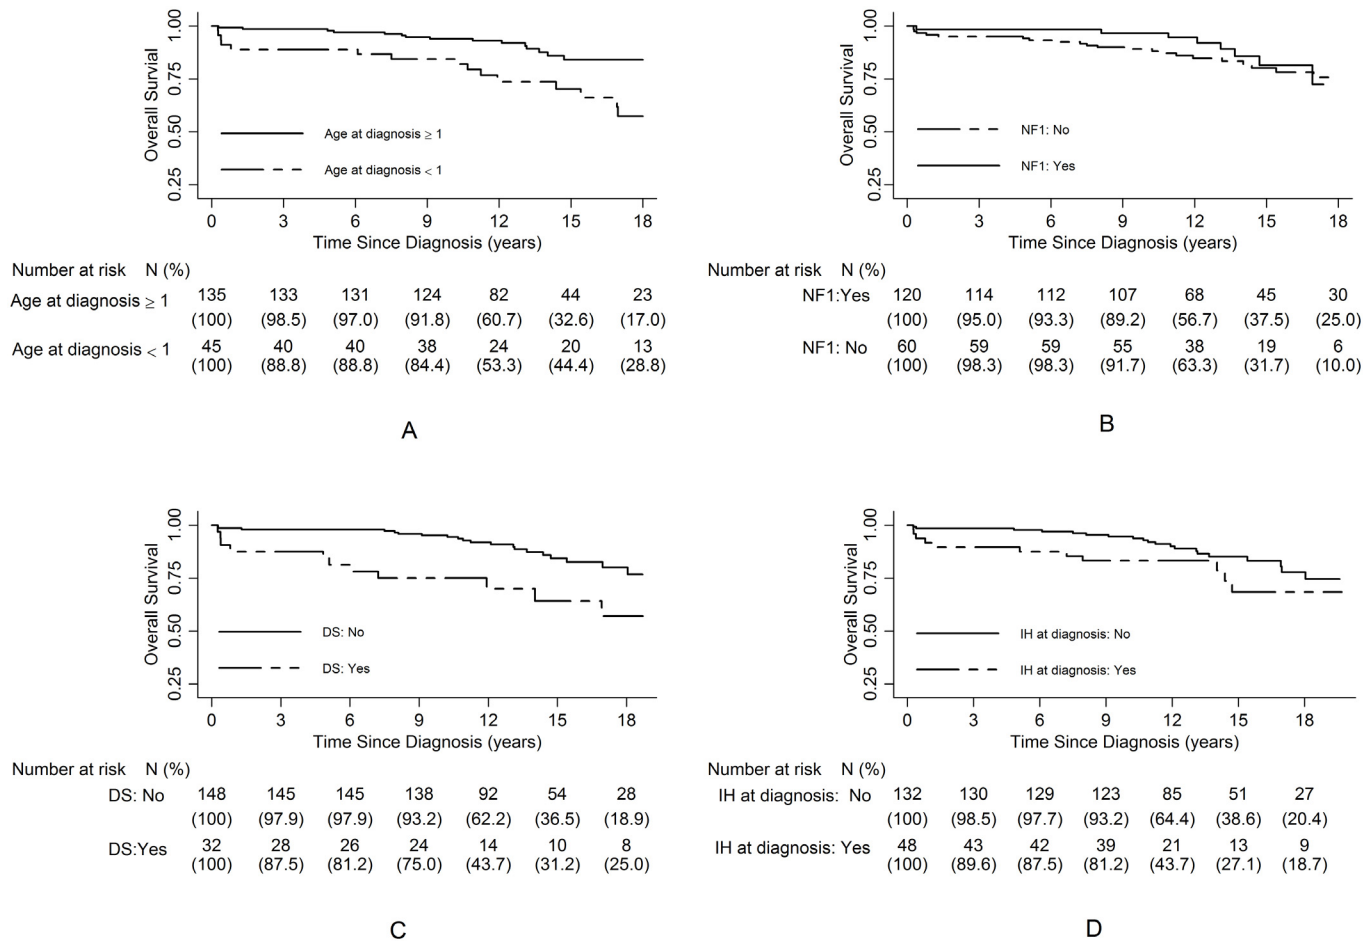 1.00
0.75
0.50
0.25
Overall Survival
Age at diagnosis ≥ 1
Age at diagnosis < 1
0 3 6 9 12 15 18
Time Since Diagnosis (years)
Number at risk N (%)
Age at diagnosis ≥ 1 135 133 131 124 82 44 23
(100) (98.5) (97.0) (91.8) (60.7) (32.6) (17.0)
Age at diagnosis < 1 45 40 40 38 24 20 13
(100) (88.8) (88.8) (84.4) (53.3) (44.4) (28.8)
A
1.00
0.75
0.50
0.25
Overall Survival
NF1: No
NF1: Yes
0 3 6 9 12 15 18
Time Since Diagnosis (years)
Number at risk N (%)
NF1:Yes 120 114 112 107 68 45 30
(100) (95.0) (93.3) (89.2) (56.7) (37.5) (25.0)
NF1: No 60 59 59 55 38 19 6
(100) (98.3) (98.3) (91.7) (63.3) (31.7) (10.0)
B
1.00
0.75
0.50
0.25
Overall Survival
DS: No
DS: Yes
0 3 6 9 12 15 18
Time Since Diagnosis (years)
Number at risk N (%)
DS: No 148 145 145 138 92 54 28
(100) (97.9) (97.9) (93.2) (62.2) (36.5) (18.9)
DS:Yes 32 28 26 24 14 10 8
(100) (87.5) (81.2) (75.0) (43.7) (31.2) (25.0)
C
1.00
0.75
0.50
0.25
Overall Survival
IH at diagnosis: No
IH at diagnosis: Yes
0 3 6 9 12 15 18
Time Since Diagnosis (years)
Number at risk N (%)
IH at diagnosis: No 132 130 129 123 85 51 27
(100) (98.5) (97.7) (93.2) (64.4) (38.6) (20.4)
IH at diagnosis: Yes 48 43 42 39 21 13 9
(100) (89.6) (87.5) (81.2) (43.7) (27.1) (18.7)
D